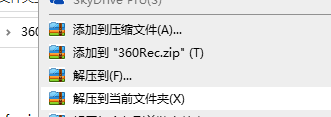 SkyDrive Pro(S)
360
添加到压缩文件(A)...
添加到 "360Rec.zip" (T)
解压到(F)...
解压到当前文件夹(X)